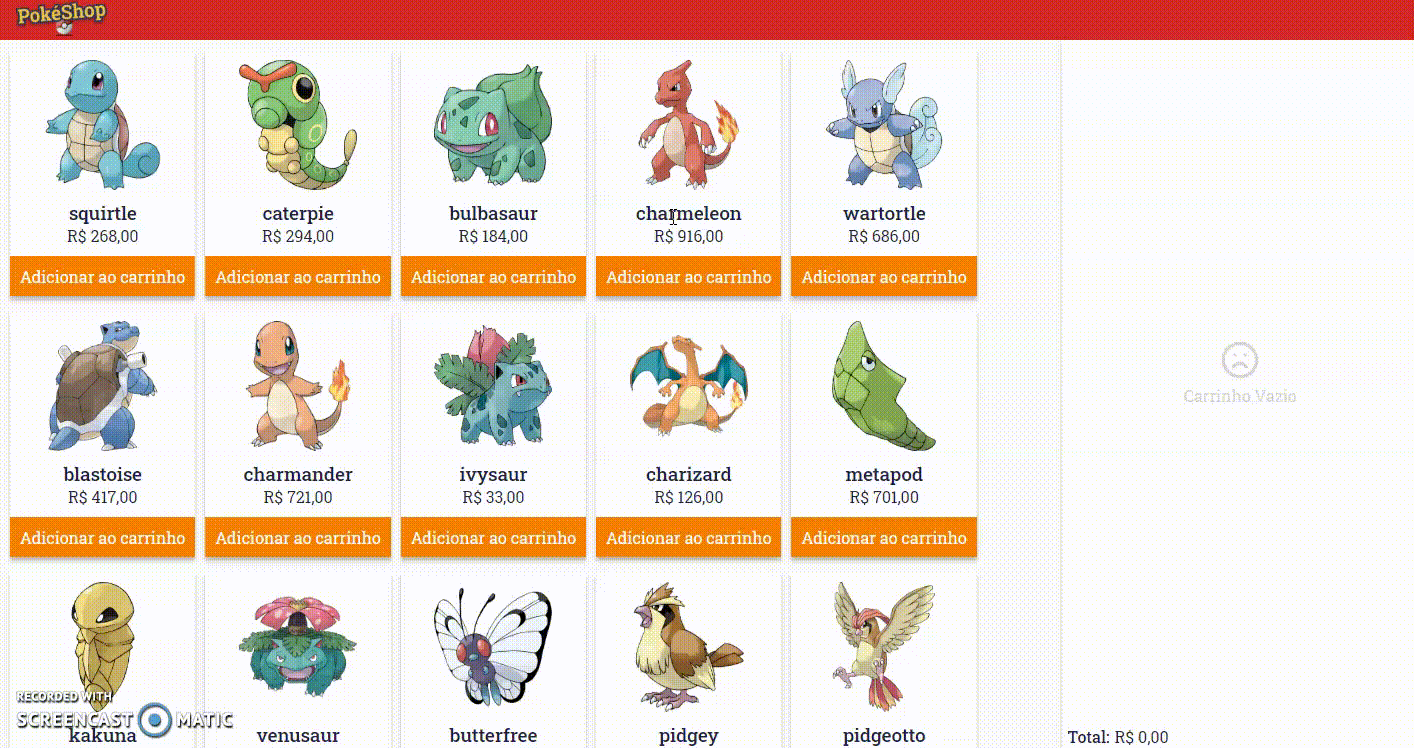 PokéShop
squirtle
R$ 268,00
Adicionar ao carrinho
caterpie
R$ 294,00
Adicionar ao carrinho
bulbasaur
R$ 184,00
Adicionar ao carrinho
charmeleon
R$ 916,00
Adicionar ao carrinho
wartortle
R$ 686,00
Adicionar ao carrinho
blastoise
R$ 417,00
Adicionar ao carrinho
charmander
R$ 721,00
Adicionar ao carrinho
ivysaur
R$ 33,00
Adicionar ao carrinho
charizard
R$ 126,00
Adicionar ao carrinho
metapod
R$ 701,00
Adicionar ao carrinho
kakuna
venusaur
butterfree
pidgey
pidgeotto
Carrinho Vazio
Total: R$ 0,00
RECORDED WITH
SCREENCAST MATIC